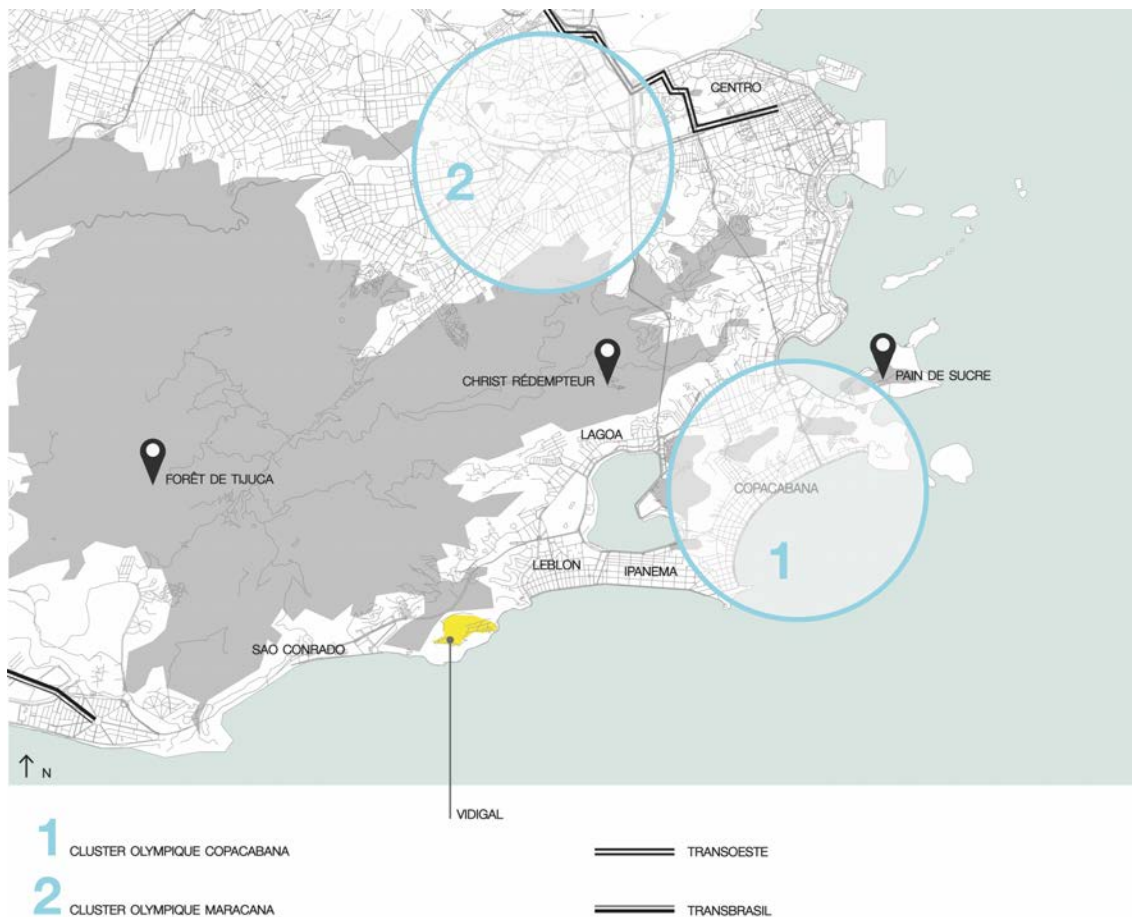 CENTRO
2
CHRIST RÉDEMPTEUR
PAIN DE SUCRE
LAGOA
FORÊT DE TIJUCA
COPACABANA
1
LEBLON
IPANEMA
SAO CONRADO
N
VIDIGAL
1 CLUSTER OLYMPIQUE COPACABANA
TRANSOESTE
2 CLUSTER OLYMPIQUE MARACANA
TRANSBRASIL